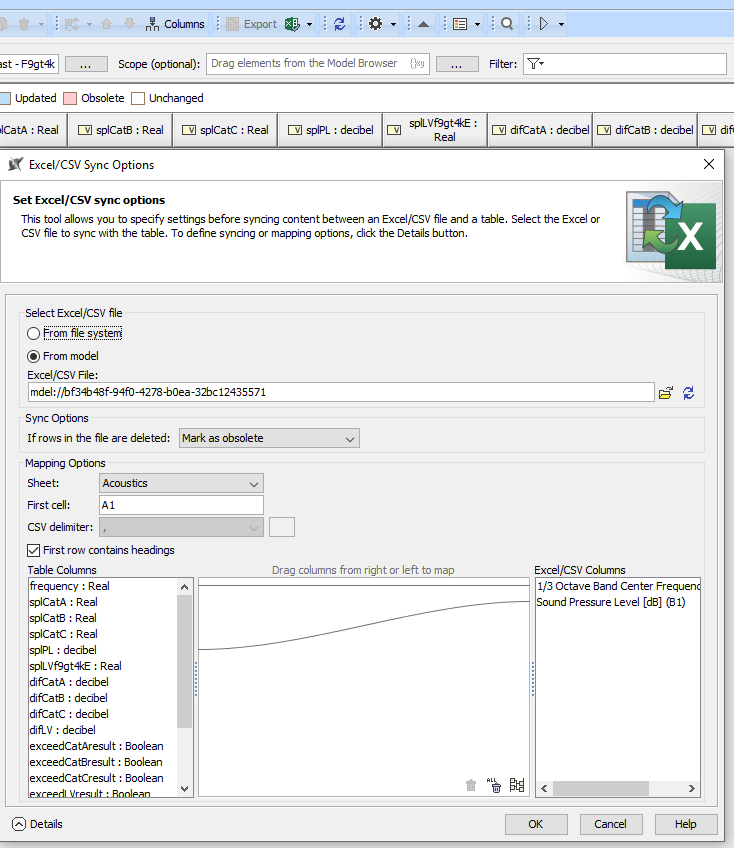 Columns
Export
ast - F9gt4k
...
Scope (optional):
Drag elements from the Model Browser
...
Filter:
Updated
Obsolete
Unchanged
plCatA : Real
splCatB : Real
splCatC : Real
splPL : decibel
splLVf9gt4kE :
Real
difCatA : decibel
difCatB : decibel
dif
Excel/CSV Sync Options
Set Excel/CSV sync options
This tool allows you to specify settings before syncing content between an Excel/CSV file and a table. Select the Excel or
CSV file to sync with the table. To define syncing or mapping options, click the Details button.
X
Select Excel/CSV file
From file system
From model
Excel/CSV File:
mdel://bf34b48f-94f0-4278-b0ea-32bc12435571
Sync Options
If rows in the file are deleted:
Mark as obsolete
Mapping Options
Sheet:
Acoustics
First cell:
A1
CSV delimiter:
,
First row contains headings
Table Columns
Drag columns from right or left to map
Excel/CSV Columns
frequency : Real
1/3 Octave Band Center Frequenc
splCatA : Real
Sound Pressure Level [dB] (B1)
splCatB : Real
splCatC : Real
splPL : decibel
splLVf9gt4kE : Real
difCatA : decibel
difCatB : decibel
difCatC : decibel
difLV : decibel
exceedCatAresult : Boolean
exceedCatBresult : Boolean
exceedCatCresult : Boolean
exceedLVresult : Boolean
ALL
Details
OK
Cancel
Help